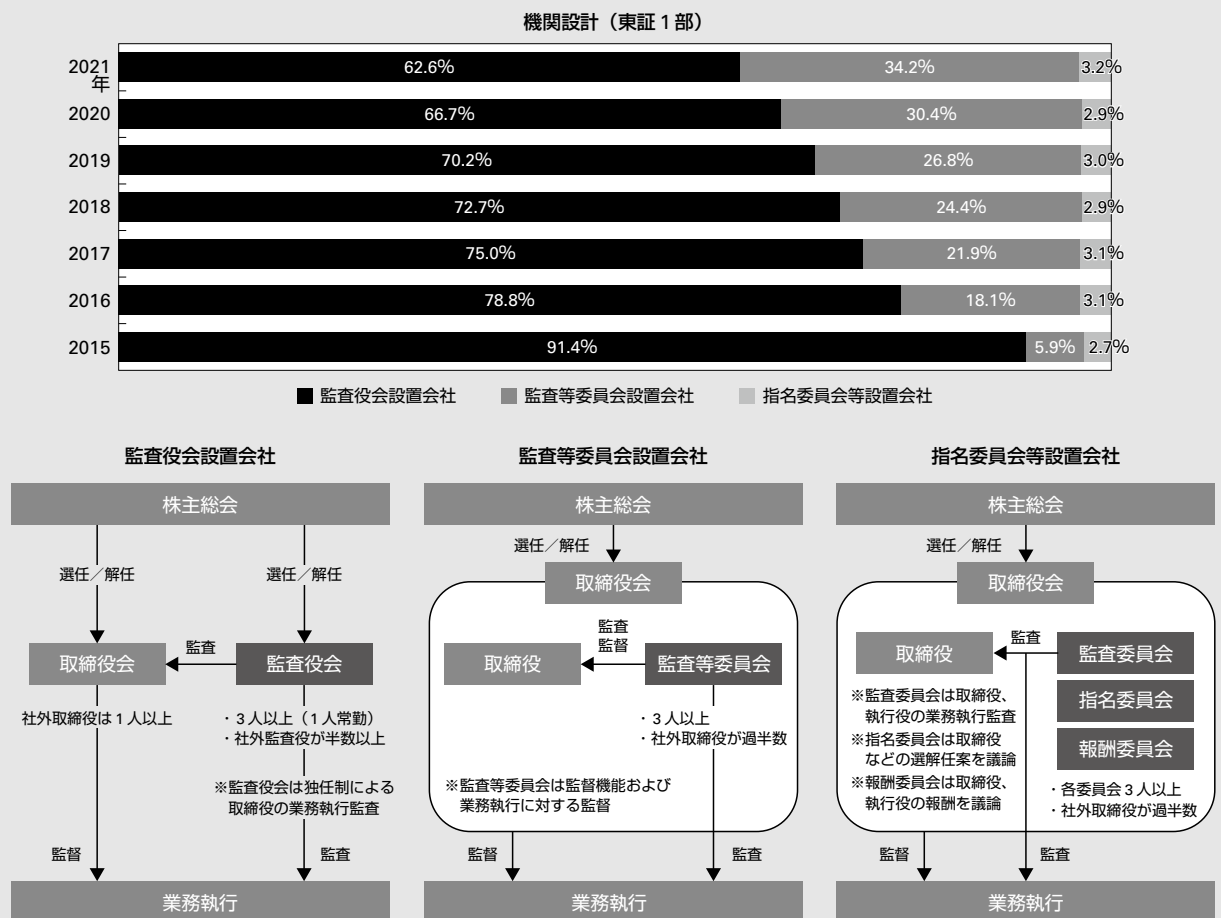 機関設計（東証1部）
2021年
62.6%
34.2%
3.2%
2020
66.7%
30.4%
2.9%
2019
70.2%
26.8%
3.0%
2018
72.7%
24.4%
2.9%
2017
75.0%
21.9%
3.1%
2016
78.8%
18.1%
3.1%
2015
91.4%
5.9%
2.7%
監査役会設置会社
監査等委員会設置会社
指名委員会等設置会社
監査役会設置会社
株主総会
選任／解任
選任／解任
取締役会
監査
監査役会
社外取締役は1人以上
・3人以上（1人常勤）
・社外監査役が半数以上
※監査役会は独任制による
取締役の業務執行監査
監督
監査
業務執行
監査等委員会設置会社
株主総会
選任／解任
取締役会
取締役
監査
監督
監査等委員会
・3人以上
・社外取締役が過半数
※監査等委員会は監督機能および
業務執行に対する監督
監督
監査
業務執行
指名委員会等設置会社
株主総会
選任／解任
取締役会
取締役
監査
監査委員会
指名委員会
報酬委員会
※監査委員会は取締役、
執行役の業務執行監査
※指名委員会は取締役
などの選解任案を議論
※報酬委員会は取締役、
執行役の報酬を議論
・各委員会3人以上
・社外取締役が過半数
監督
監査
業務執行